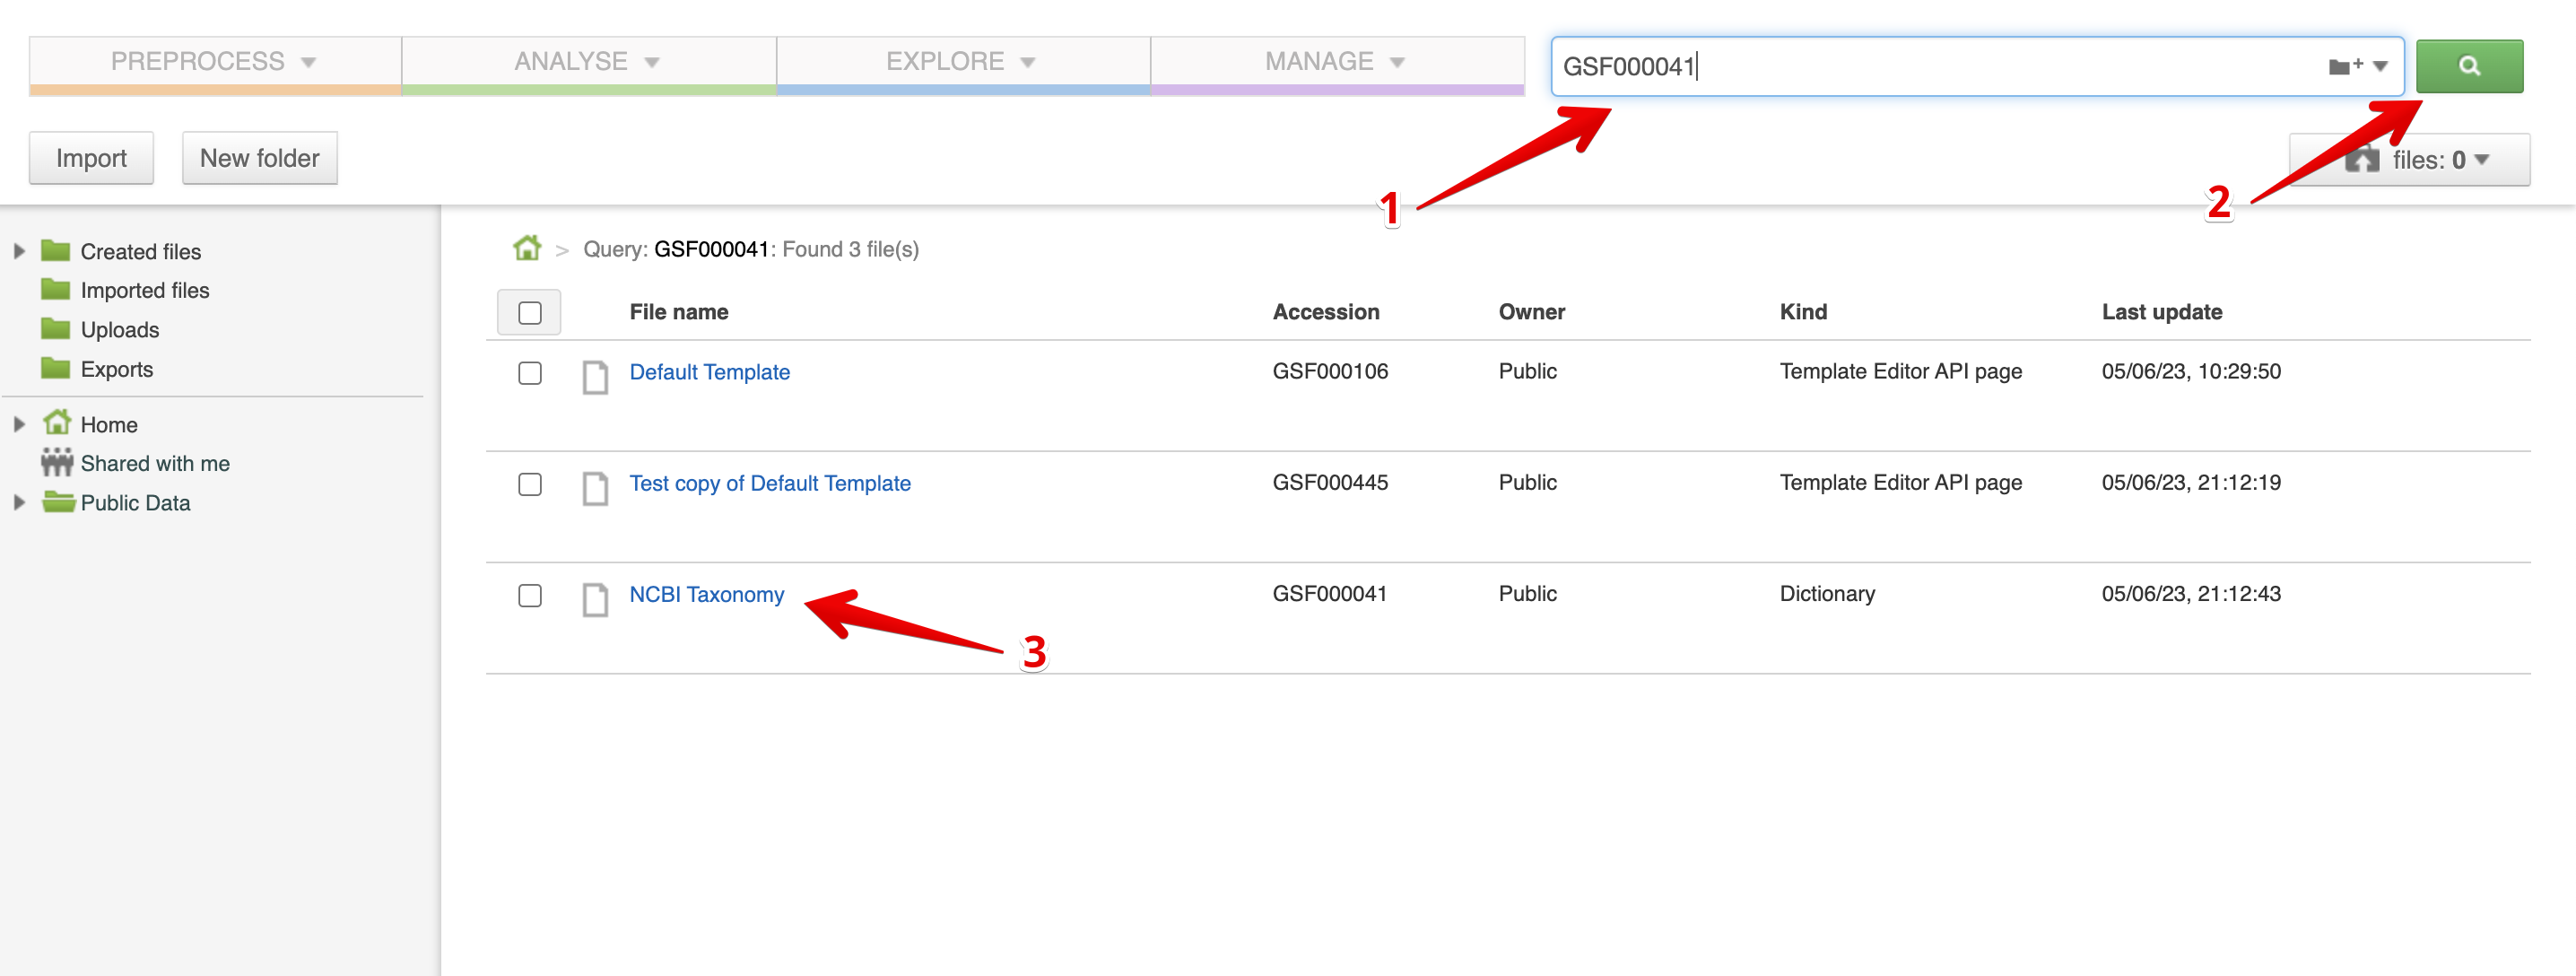 PREPROCESS ANALYSE EXPLORE MANAGE GSF000041
Import New folder files: 0
1 2
Created files
Imported files
Uploads
Exports
Home
Shared with me
Public Data
> Query: GSF000041: Found 3 file(s)
File name Accession Owner Kind Last update
Default Template GSF000106 Public Template Editor API page 05/06/23, 10:29:50
Test copy of Default Template GSF000445 Public Template Editor API page 05/06/23, 21:12:19
NCBI Taxonomy GSF000041 Public Dictionary 05/06/23, 21:12:43
3